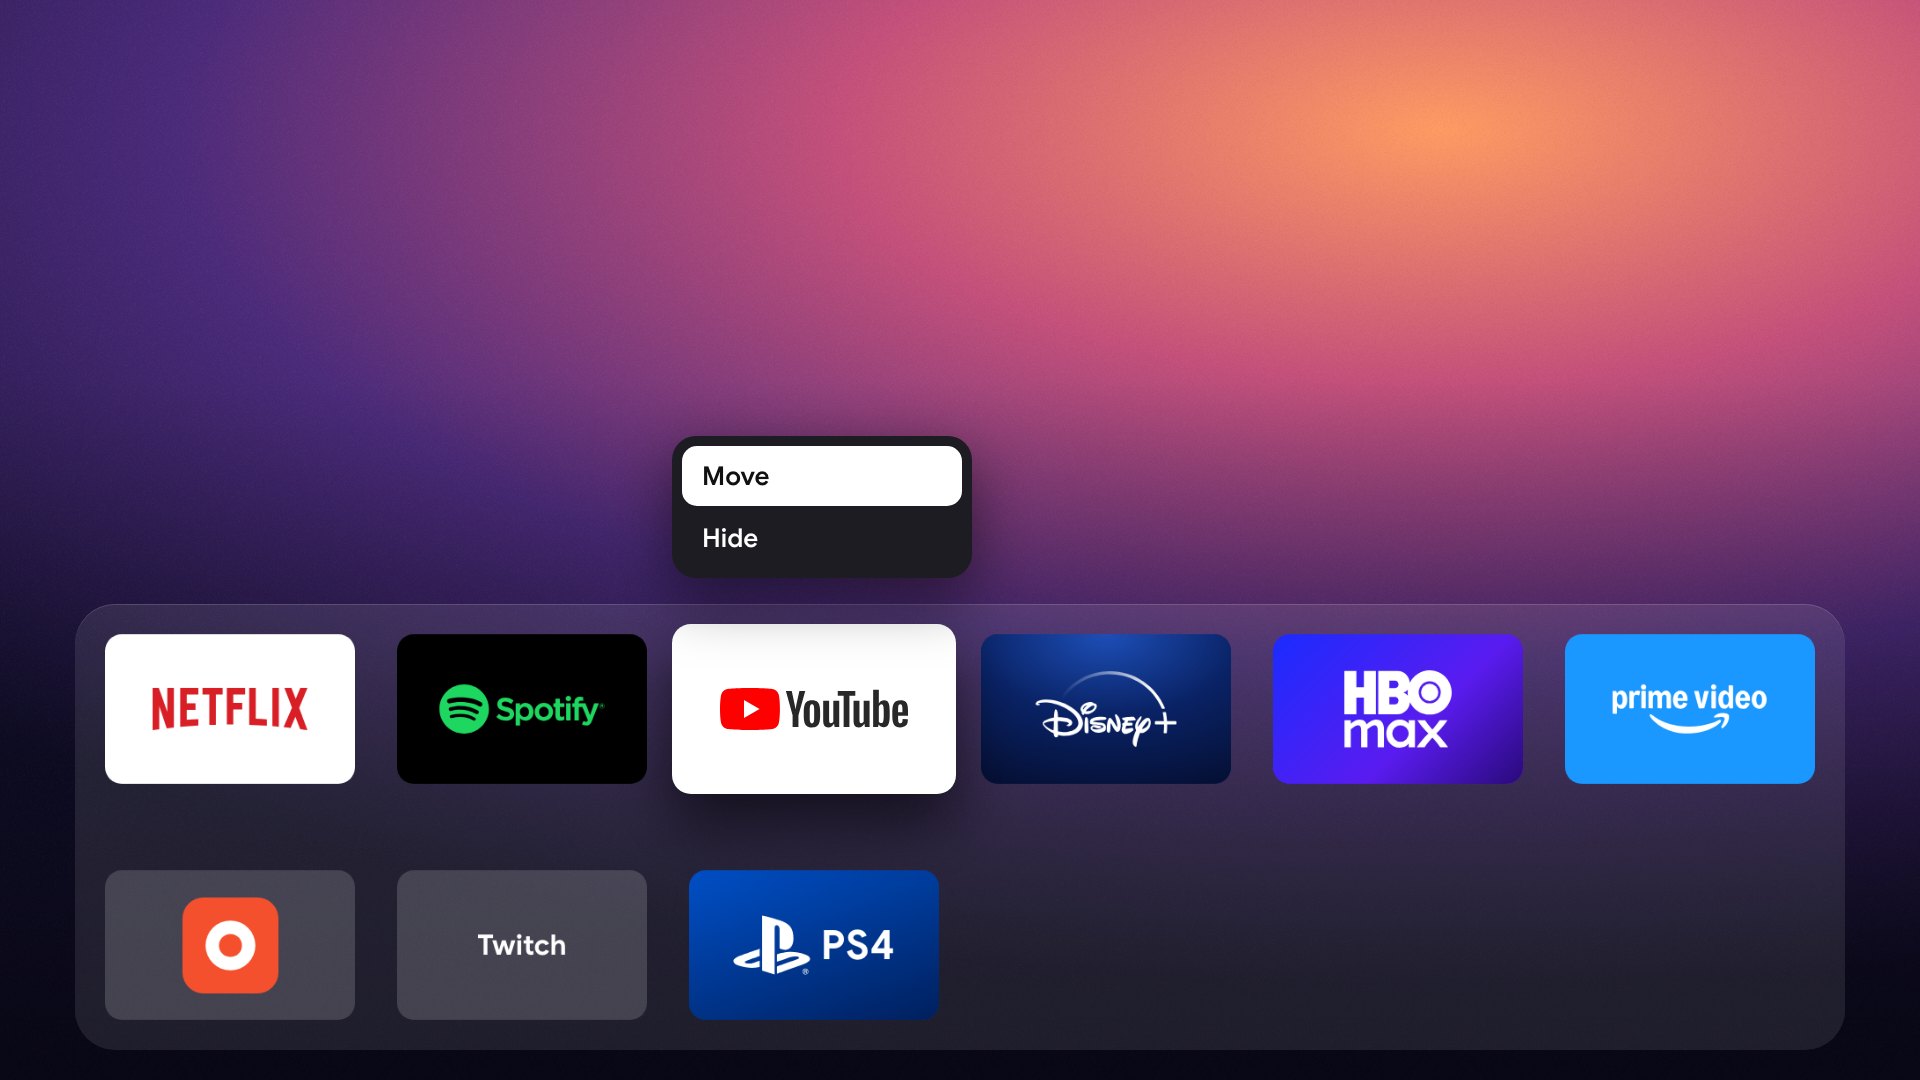 Move
Hide
NETFLIX
Spotify
YouTube
Disney+
HBO
max
prime video
Twitch
PS4